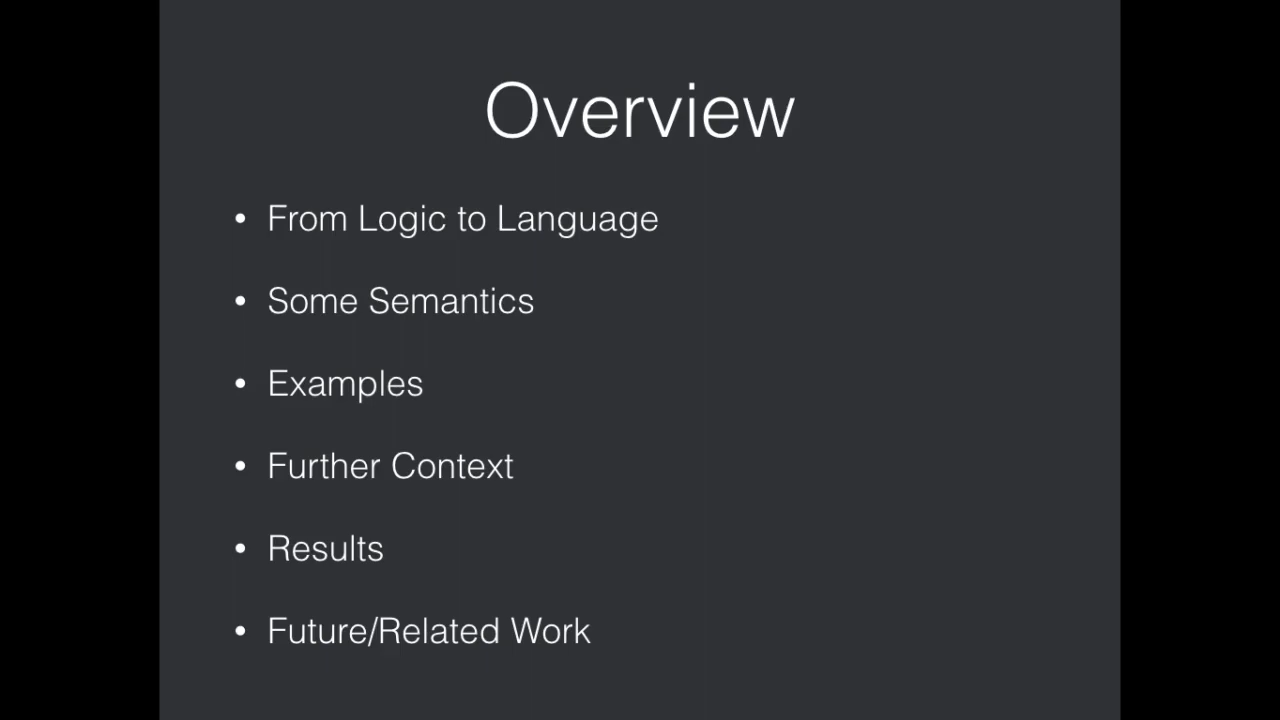 Overview
• From Logic to Language
• Some Semantics
• Examples
• Further Context
• Results
• Future/Related Work